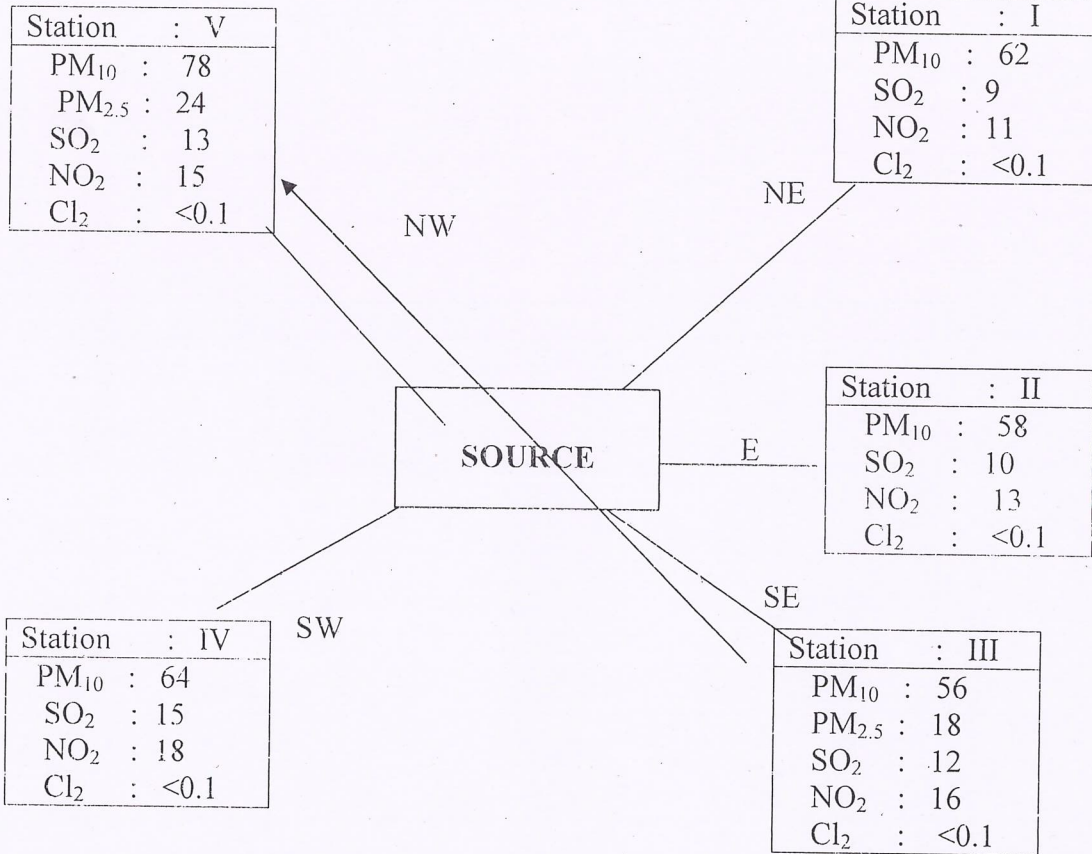 Station : V
PM₁₀ : 78
PM₂.₅ : 24
SO₂ : 13
NO₂ : 15
Cl₂ : <0.1
Station : I
PM₁₀ : 62
SO₂ : 9
NO₂ : 11
Cl₂ : <0.1
NW
NE
Station : II
PM₁₀ : 58
SO₂ : 10
NO₂ : 13
Cl₂ : <0.1
SOURCE
E
SE
SW
Station : IV
PM₁₀ : 64
SO₂ : 15
NO₂ : 18
Cl₂ : <0.1
Station : III
PM₁₀ : 56
PM₂.₅ : 18
SO₂ : 12
NO₂ : 16
Cl₂ : <0.1